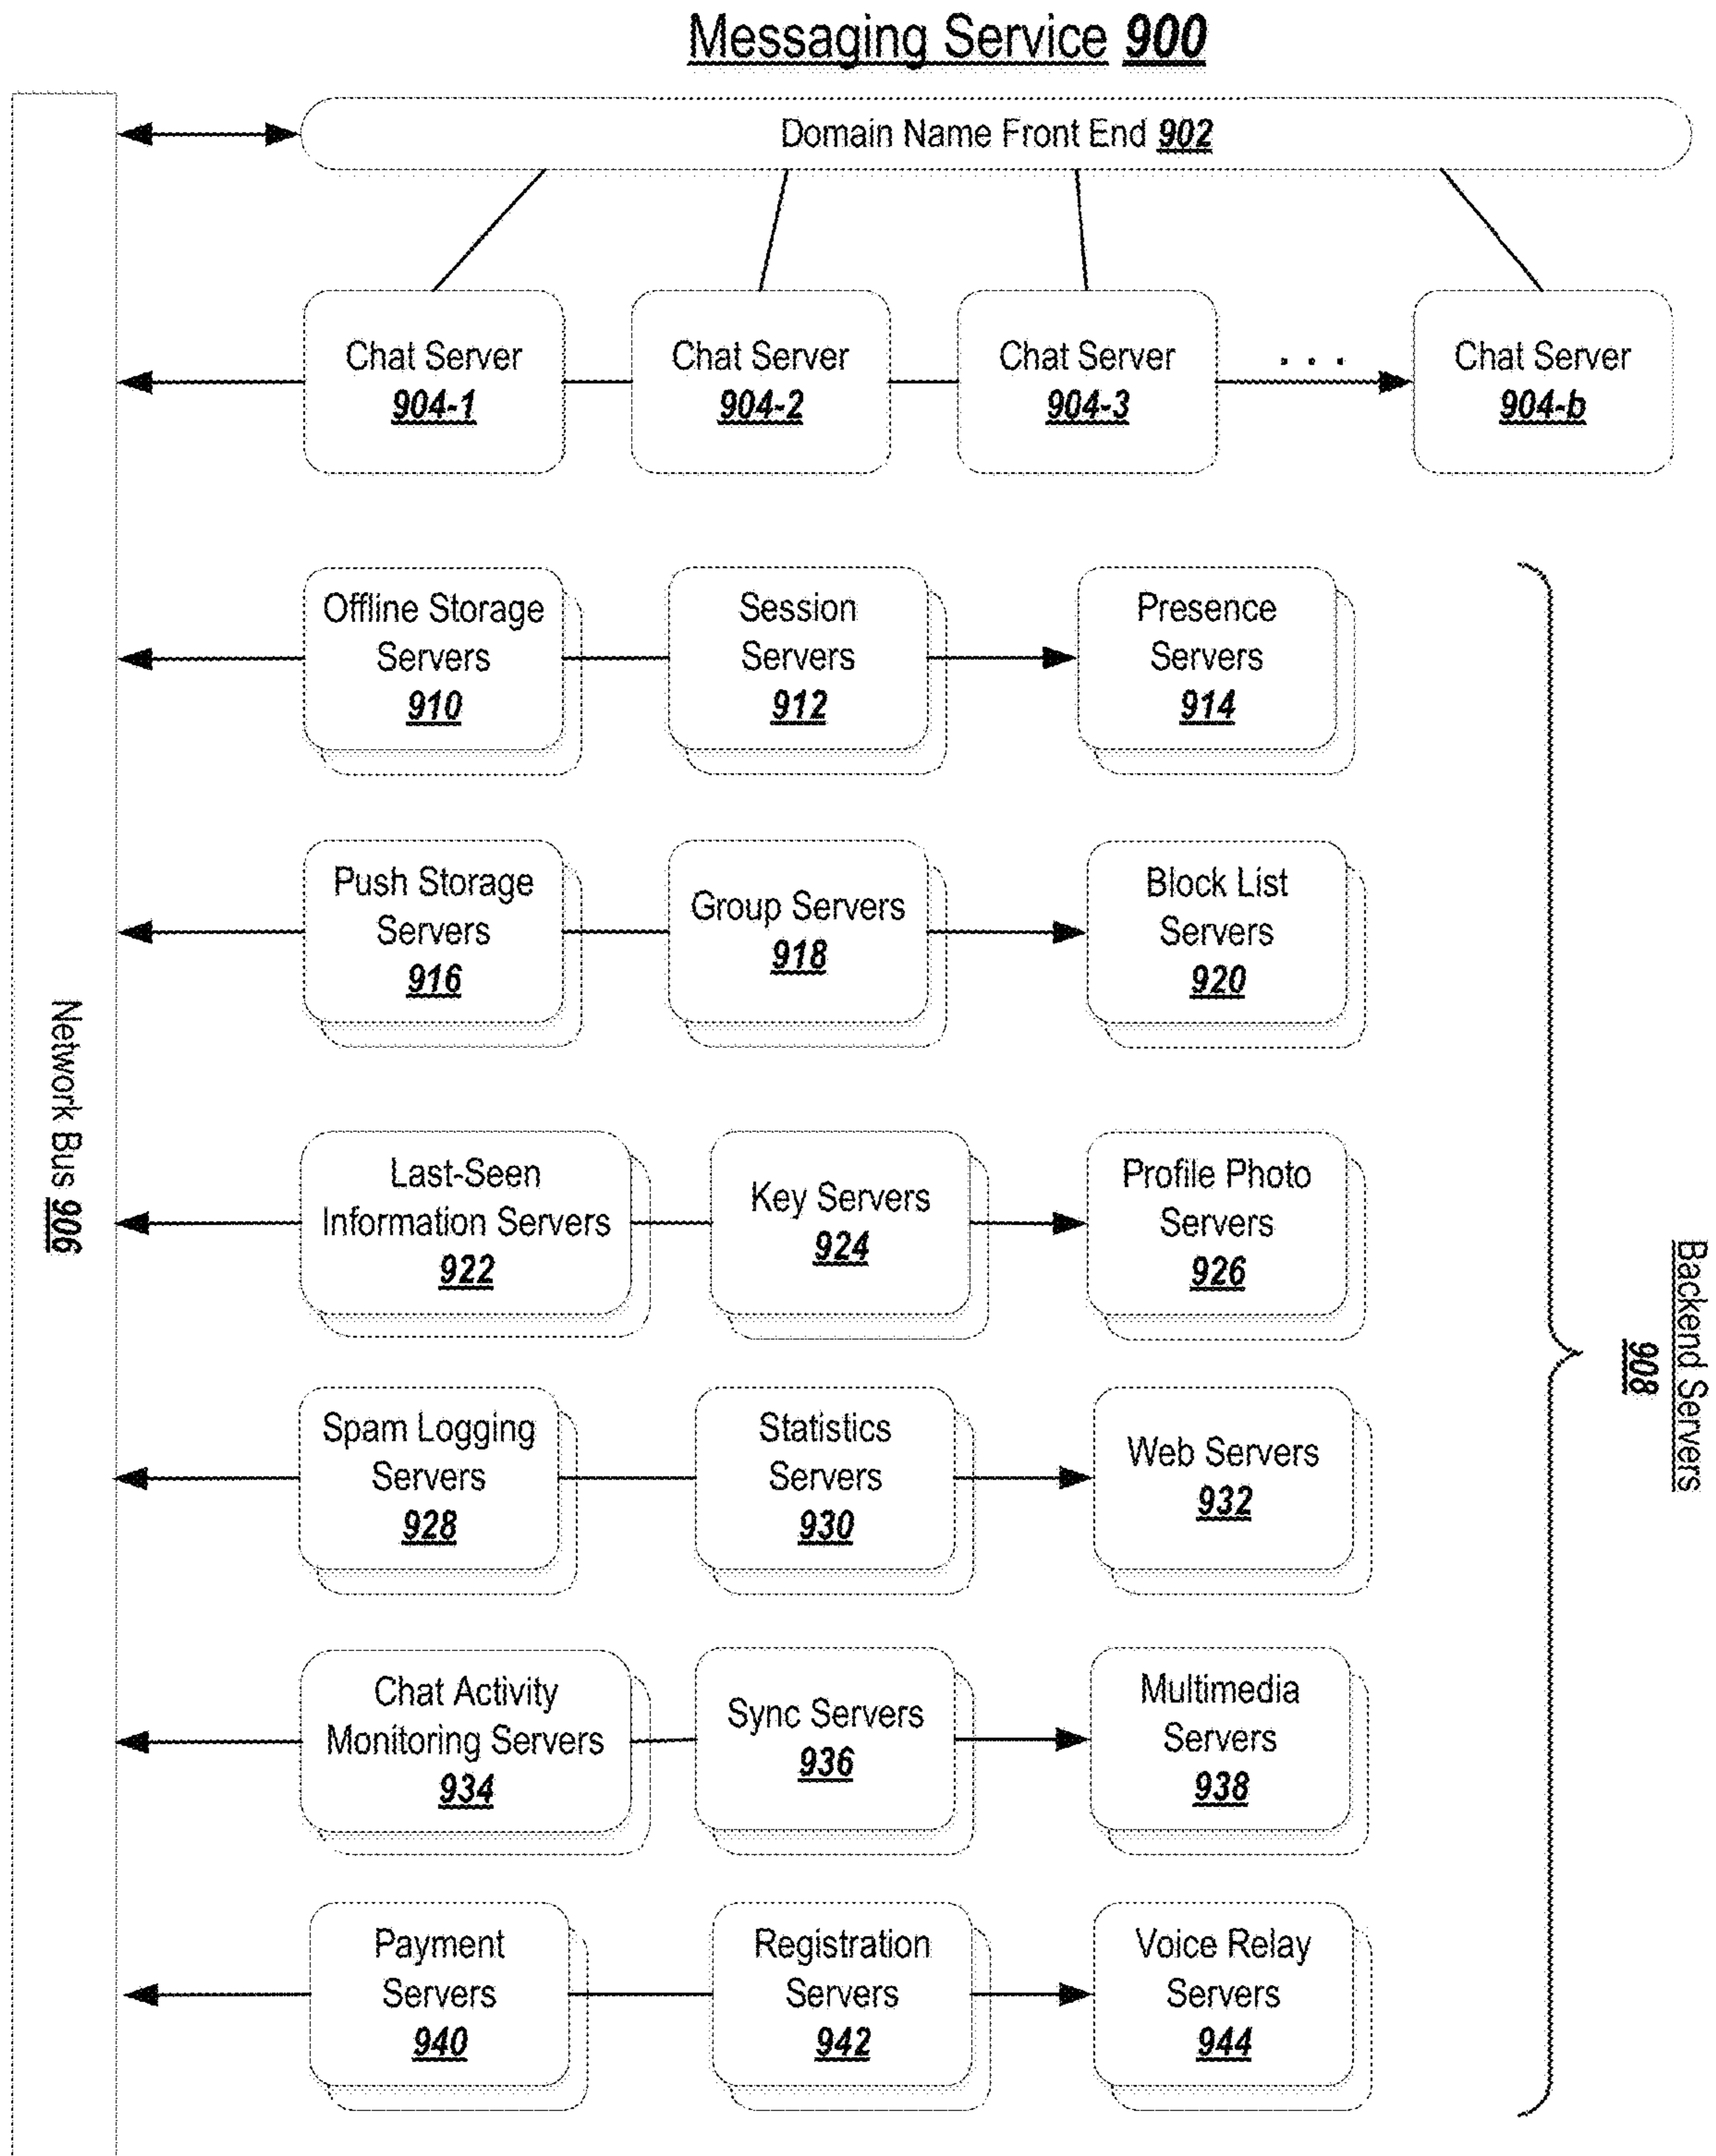 Messaging Service 900
Domain Name Front End 902
Chat Server
904-1
Chat Server
904-2
Chat Server
904-3
. . .
Chat Server
904-b
Offline Storage
Servers
910
Session
Servers
912
Presence
Servers
914
Push Storage
Servers
916
Group Servers
918
Block List
Servers
920
Last-Seen
Information Servers
922
Key Servers
924
Profile Photo
Servers
926
Spam Logging
Servers
928
Statistics
Servers
930
Web Servers
932
Chat Activity
Monitoring Servers
934
Sync Servers
936
Multimedia
Servers
938
Payment
Servers
940
Registration
Servers
942
Voice Relay
Servers
944
Network Bus 906
Backend Servers
908